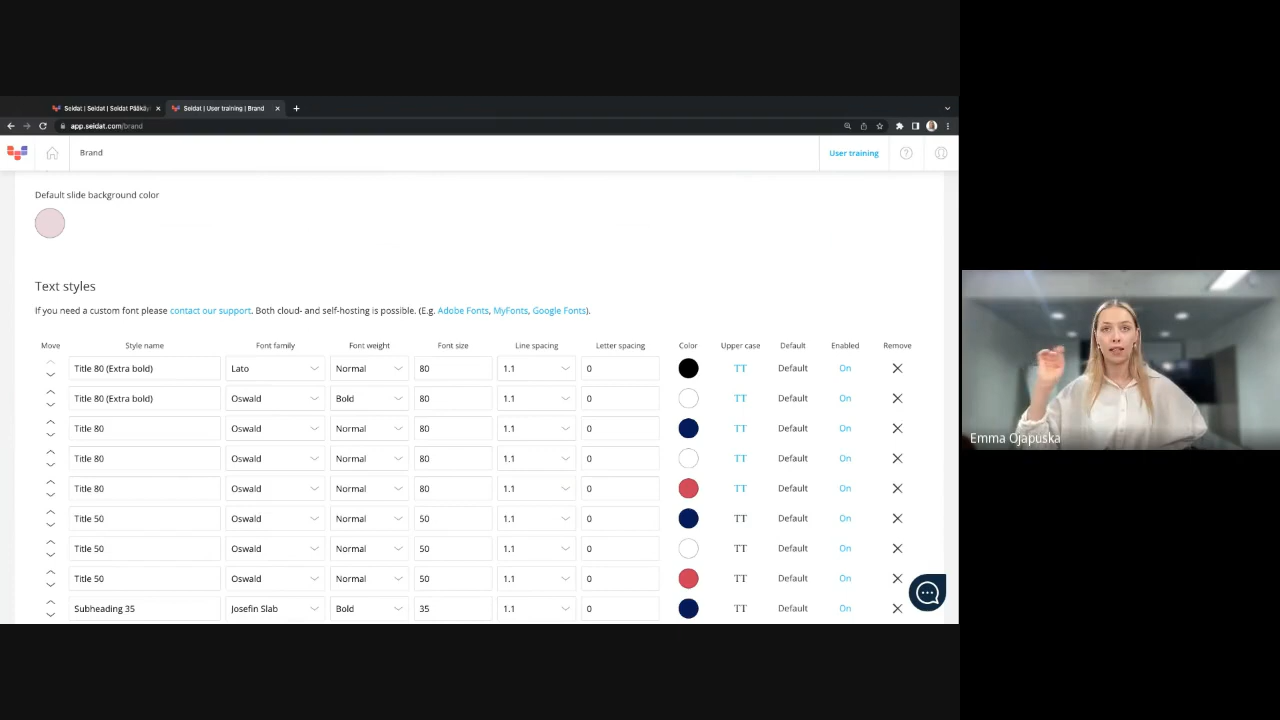 Seidat | Seidat | Seidat Pääkäy
Seidat | User training | Brand
app.seidat.com/brand
Brand
User training
Default slide background color
Text styles
If you need a custom font please contact our support. Both cloud- and self-hosting is possible. (E.g. Adobe Fonts, MyFonts, Google Fonts).
Move Style name Font family Font weight Font size Line spacing Letter spacing Color Upper case Default Enabled Remove
Title 80 (Extra bold) Lato Normal 80 1.1 0 TT Default On
Title 80 (Extra bold) Oswald Bold 80 1.1 0 TT Default On
Title 80 Oswald Normal 80 1.1 0 TT Default On
Title 80 Oswald Normal 80 1.1 0 TT Default On
Title 80 Oswald Normal 80 1.1 0 TT Default On
Title 50 Oswald Normal 50 1.1 0 TT Default On
Title 50 Oswald Normal 50 1.1 0 TT Default On
Title 50 Oswald Normal 50 1.1 0 TT Default On
Subheading 35 Josefin Slab Bold 35 1.1 0 TT Default On
Emma Ojapuska